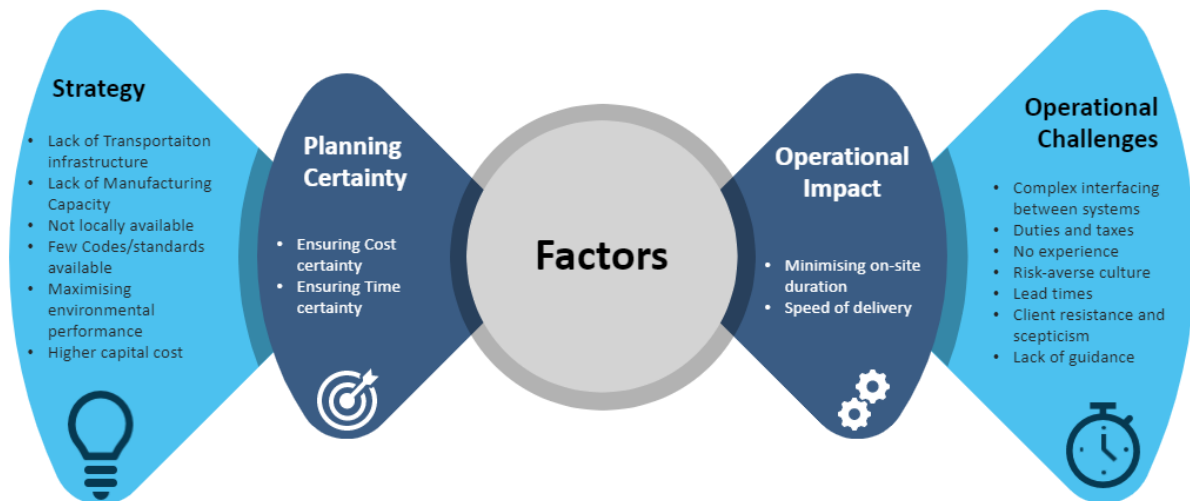 Strategy
• Lack of Transportaiton
infrastructure
• Lack of Manufacturing
Capacity
• Not locally available
• Few Codes/standards
available
• Maximising
environmental
performance
• Higher capital cost
Planning
Certainty
• Ensuring Cost
certainty
• Ensuring Time
certainty
Factors
Operational
Impact
• Minimising on-site
duration
• Speed of delivery
Operational
Challenges
• Complex interfacing
between systems
• Duties and taxes
• No experience
• Risk-averse culture
• Lead times
• Client resistance and
scepticism
• Lack of guidance